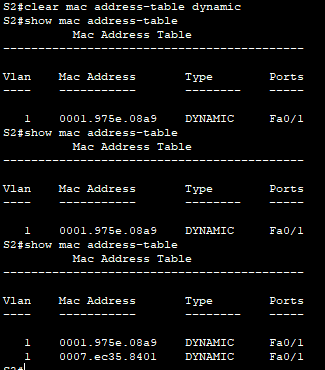 S2#clear mac address-table dynamic
S2#show mac address-table
Mac Address Table
-------------------------------------------
Vlan Mac Address Type Ports
---- ----------- -------- -----
1 0001.975e.08a9 DYNAMIC Fa0/1
S2#show mac address-table
Mac Address Table
-------------------------------------------
Vlan Mac Address Type Ports
---- ----------- -------- -----
1 0001.975e.08a9 DYNAMIC Fa0/1
S2#show mac address-table
Mac Address Table
-------------------------------------------
Vlan Mac Address Type Ports
---- ----------- -------- -----
1 0001.975e.08a9 DYNAMIC Fa0/1
1 0007.ec35.8401 DYNAMIC Fa0/1
S2#